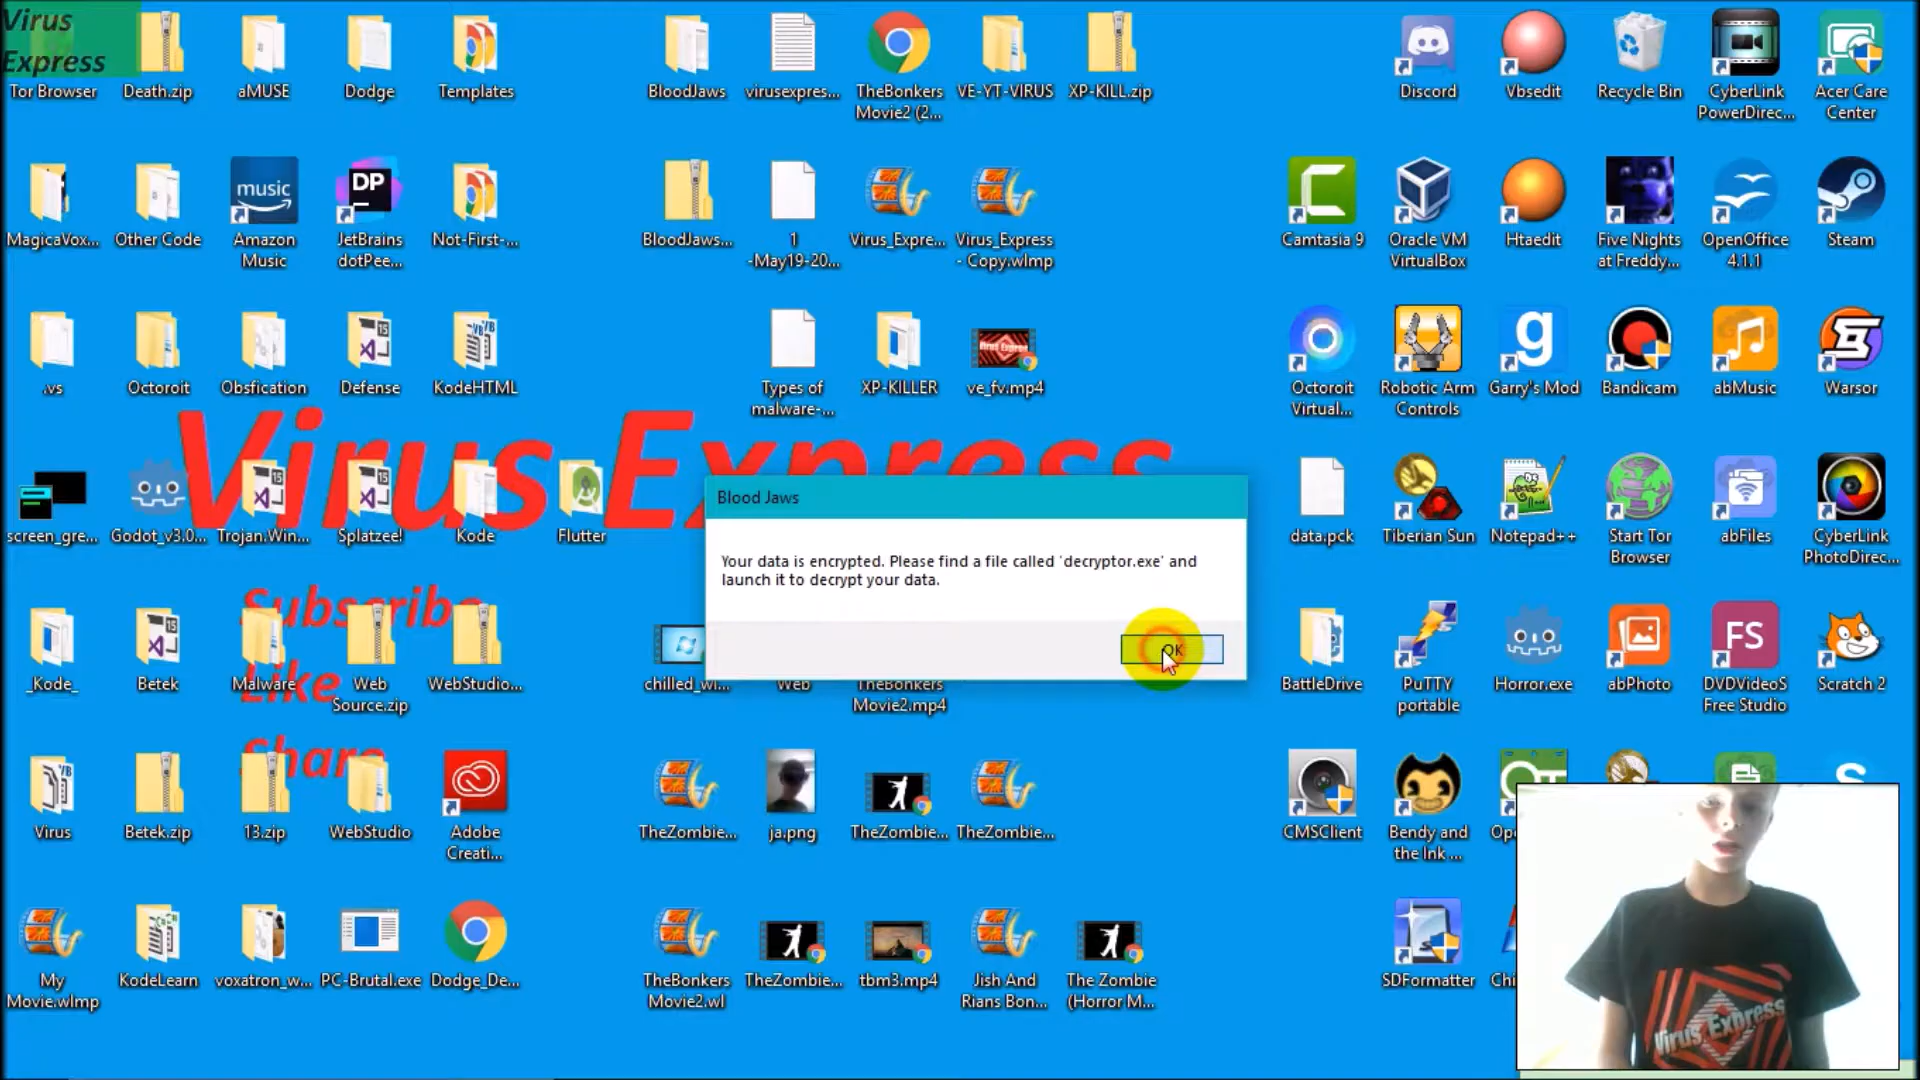 Virus
Express
Tor Browser
Death.zip
aMUSE
Dodge
Templates
BloodJaws
virusexpres...
TheBonkers
Movie2 (2...
VE-YT-VIRUS
XP-KILL.zip
Discord
Vbsedit
Recycle Bin
CyberLink
PowerDirec...
Acer Care
Center
MagicaVox...
Other Code
music
Amazon
Music
DP
JetBrains
dotPee...
Not-First-...
BloodJaws...
1
-May19-20...
Virus_Expre...
Virus_Express
- Copy.wlmp
Camtasia 9
Oracle VM
VirtualBox
Htaedit
Five Nights
at Freddy...
OpenOffice
4.1.1
Steam
.vs
Octoroit
Obsfication
Defense
KodeHTML
Types of
malware-...
XP-KILLER
ve_fv.mp4
Octoroit
Virtual...
Robotic Arm
Controls
Garry's Mod
Bandicam
abMusic
Warsor
Virus Express
screen_gre...
Godot_v3.0...
Trojan.Win...
Splatzee!
Kode
Flutter
data.pck
Tiberian Sun
Notepad++
Start Tor
Browser
abFiles
CyberLink
PhotoDirec...
Blood Jaws
Your data is encrypted. Please find a file called 'decryptor.exe' and
launch it to decrypt your data.
OK
Subscribe
Like
Share
_Kode_
Betek
Malware
Web
Source.zip
WebStudio...
chilled_wi...
Web
TheBonkers
Movie2.mp4
BattleDrive
PuTTY
portable
Horror.exe
abPhoto
FS
DVDVideoS
Free Studio
Scratch 2
Virus
Betek.zip
13.zip
WebStudio
Adobe
Creati...
TheZombie...
ja.png
TheZombie...
TheZombie...
CMSClient
Bendy and
the Ink ...
My
Movie.wlmp
KodeLearn
voxatron_w...
PC-Brutal.exe
Dodge_De...
TheBonkers
Movie2.wl
TheZombie...
tbm3.mp4
Jish And
Rians Bon...
The Zombie
(Horror M...
SDFormatter
Virus Express